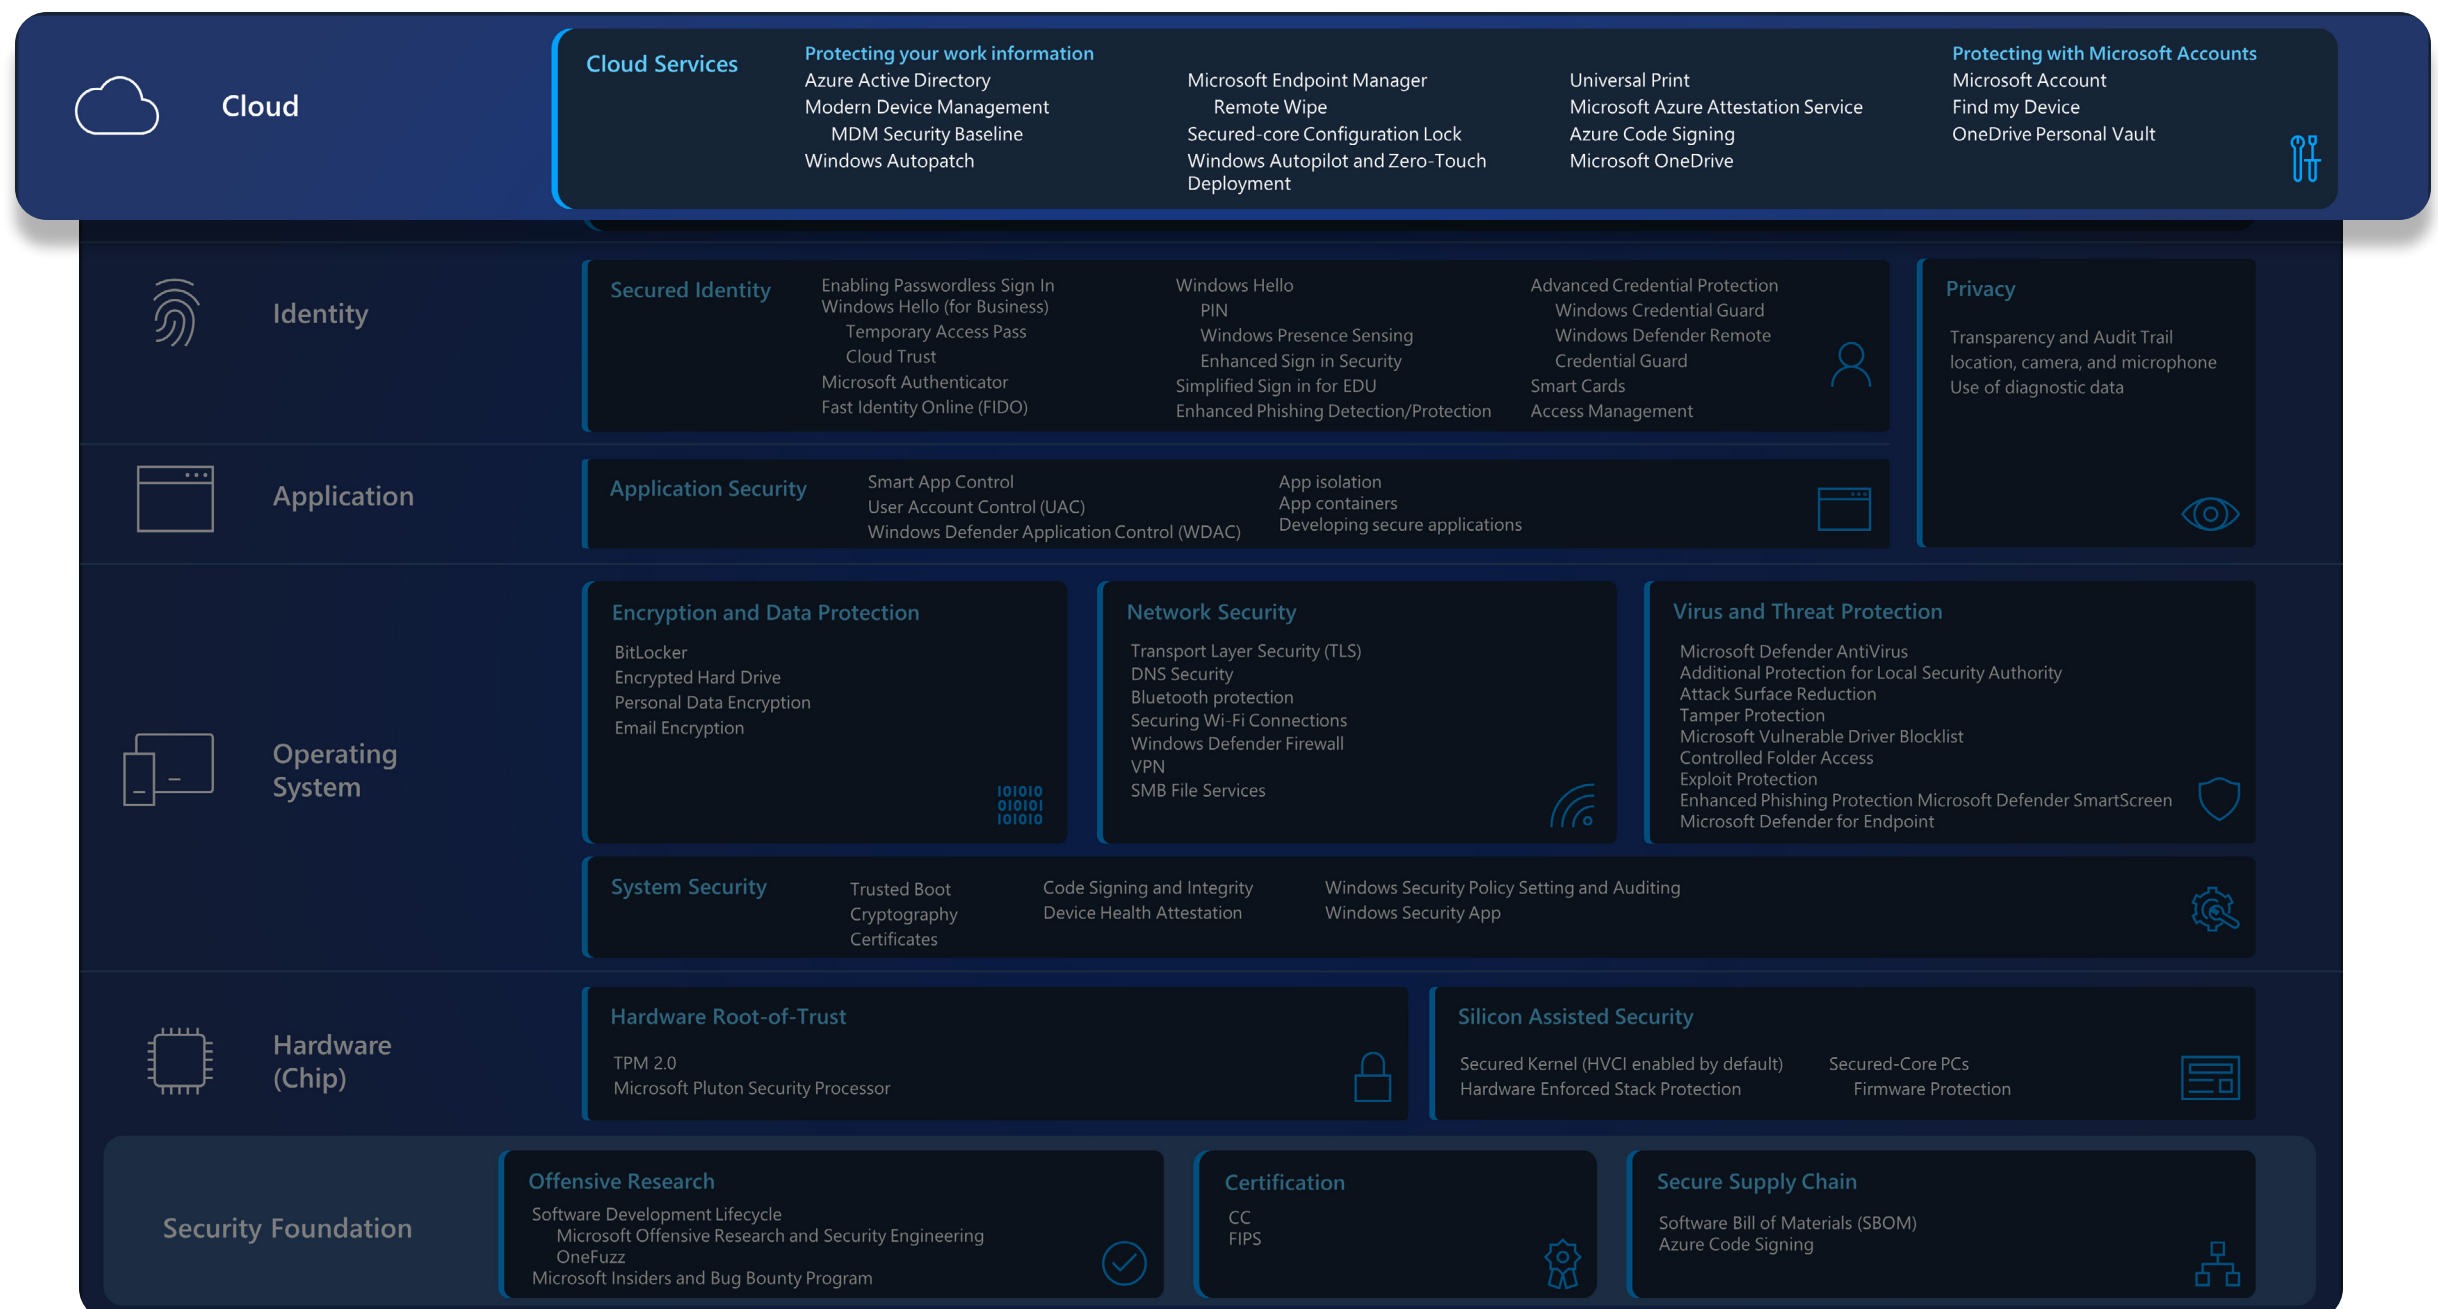 Cloud
Cloud Services
Protecting your work information
Azure Active Directory
Modern Device Management
MDM Security Baseline
Windows Autopatch
Microsoft Endpoint Manager
Remote Wipe
Secured-core Configuration Lock
Windows Autopilot and Zero-Touch
Deployment
Universal Print
Microsoft Azure Attestation Service
Azure Code Signing
Microsoft OneDrive
Protecting with Microsoft Accounts
Microsoft Account
Find my Device
OneDrive Personal Vault
Identity
Secured Identity
Enabling Passwordless Sign In
Windows Hello (for Business)
Temporary Access Pass
Cloud Trust
Microsoft Authenticator
Fast Identity Online (FIDO)
Windows Hello
PIN
Windows Presence Sensing
Enhanced Sign in Security
Simplified Sign in for EDU
Enhanced Phishing Detection/Protection
Advanced Credential Protection
Windows Credential Guard
Windows Defender Remote
Credential Guard
Smart Cards
Access Management
Privacy
Transparency and Audit Trail
location, camera, and microphone
Use of diagnostic data
Application
Application Security
Smart App Control
User Account Control (UAC)
Windows Defender Application Control (WDAC)
App isolation
App containers
Developing secure applications
Operating
System
Encryption and Data Protection
BitLocker
Encrypted Hard Drive
Personal Data Encryption
Email Encryption
101010
010101
101010
Network Security
Transport Layer Security (TLS)
DNS Security
Bluetooth protection
Securing Wi-Fi Connections
Windows Defender Firewall
VPN
SMB File Services
Virus and Threat Protection
Microsoft Defender AntiVirus
Additional Protection for Local Security Authority
Attack Surface Reduction
Tamper Protection
Microsoft Vulnerable Driver Blocklist
Controlled Folder Access
Exploit Protection
Enhanced Phishing Protection Microsoft Defender SmartScreen
Microsoft Defender for Endpoint
System Security
Trusted Boot
Cryptography
Certificates
Code Signing and Integrity
Device Health Attestation
Windows Security Policy Setting and Auditing
Windows Security App
Hardware
(Chip)
Hardware Root-of-Trust
TPM 2.0
Microsoft Pluton Security Processor
Silicon Assisted Security
Secured Kernel (HVCI enabled by default)
Hardware Enforced Stack Protection
Secured-Core PCs
Firmware Protection
Security Foundation
Offensive Research
Software Development Lifecycle
Microsoft Offensive Research and Security Engineering
OneFuzz
Microsoft Insiders and Bug Bounty Program
Certification
CC
FIPS
Secure Supply Chain
Software Bill of Materials (SBOM)
Azure Code Signing